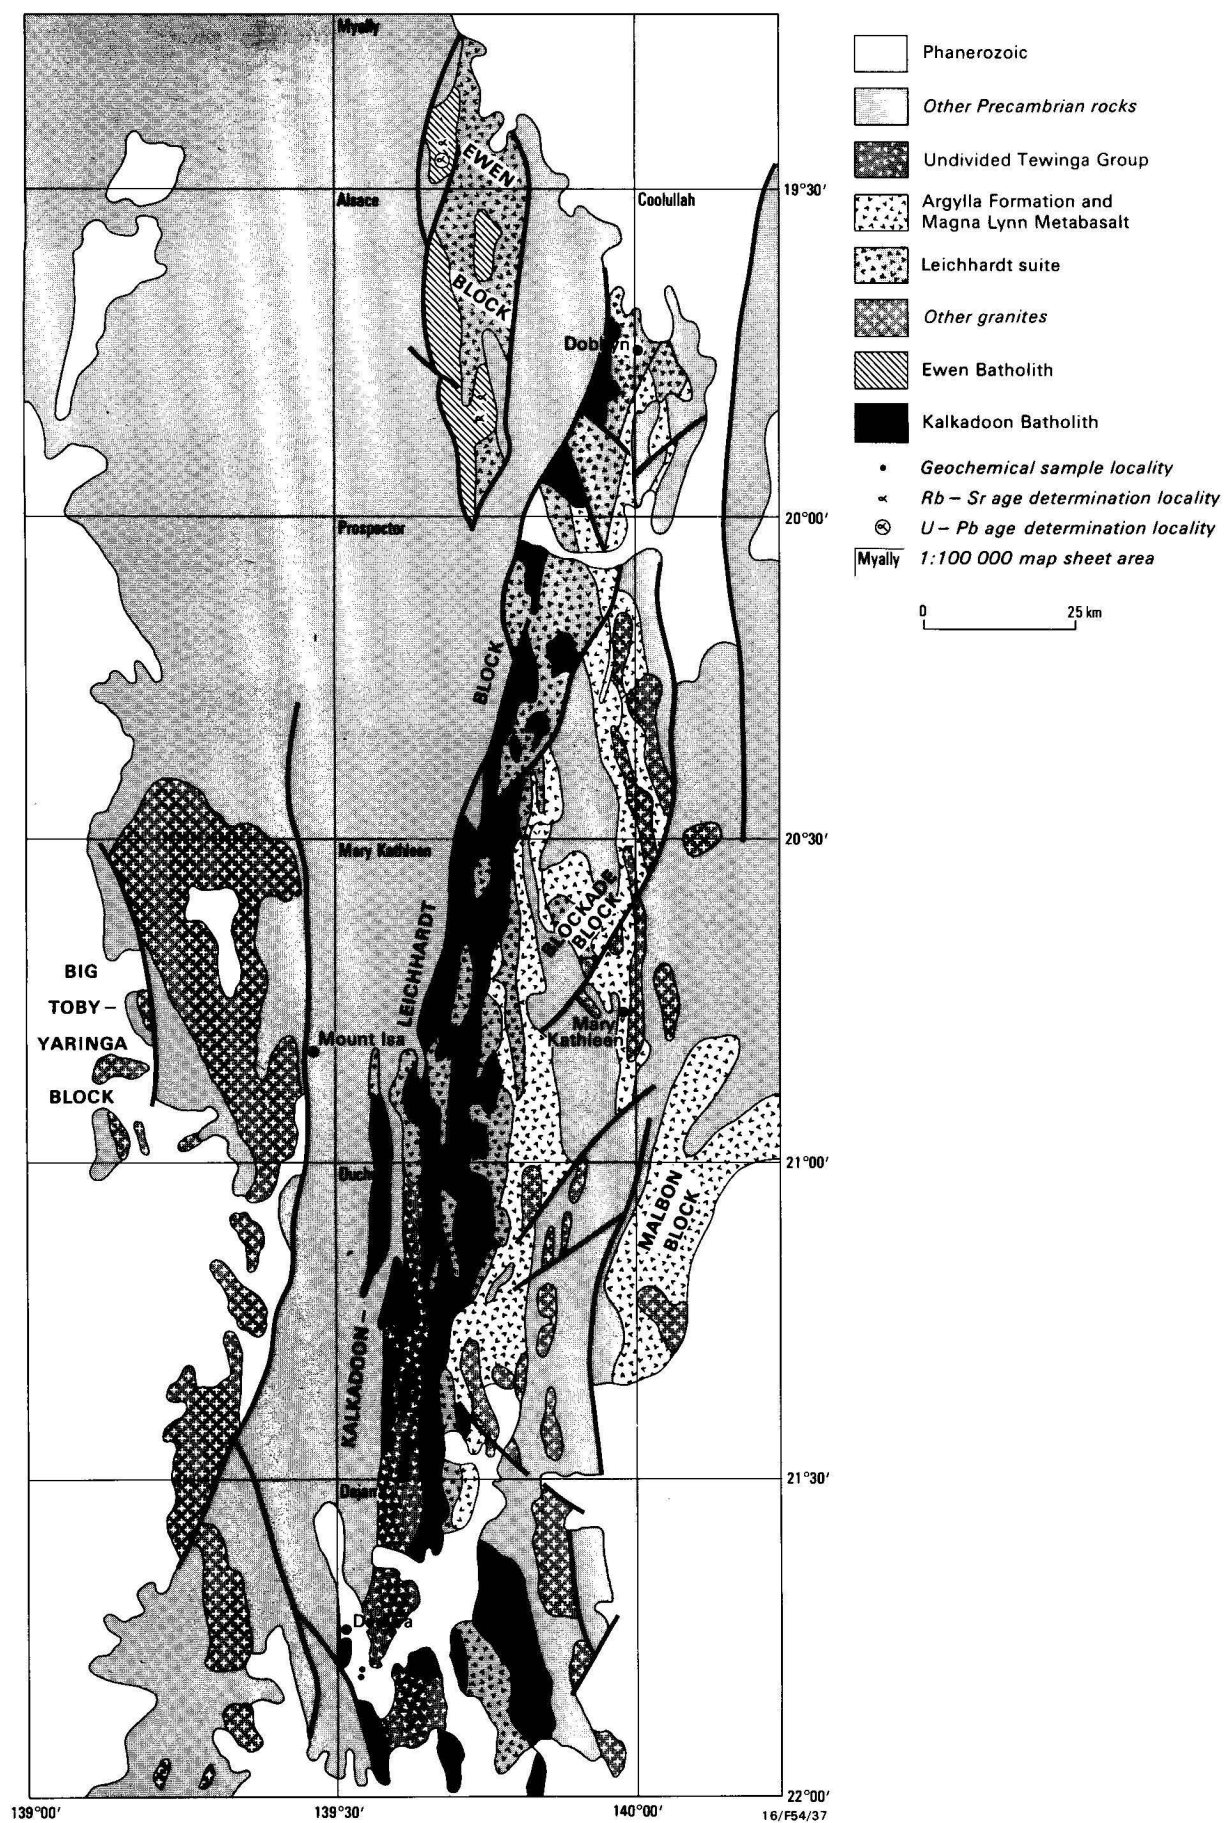 Myally
EWEN
BLOCK
Alsace
Coolullah
19°30'
Prospector
20°00'
BLOCK
Mary Kathleen
20°30'
BLOCKADE
BLOCK
LEICHHARDT
BIG
TOBY –
YARINGA
BLOCK
Mount Isa
Mary
Kathleen
21°00'
MALBON
BLOCK
KALKADOON –
21°30'
22°00'
139°00'
139°30'
140°00'
16/F54/37
Phanerozoic
Other Precambrian rocks
Undivided Tewinga Group
Argylla Formation and
Magna Lynn Metabasalt
Leichhardt suite
Other granites
Ewen Batholith
Kalkadoon Batholith
Geochemical sample locality
Rb – Sr age determination locality
U – Pb age determination locality
Myally 1:100 000 map sheet area
0 25 km